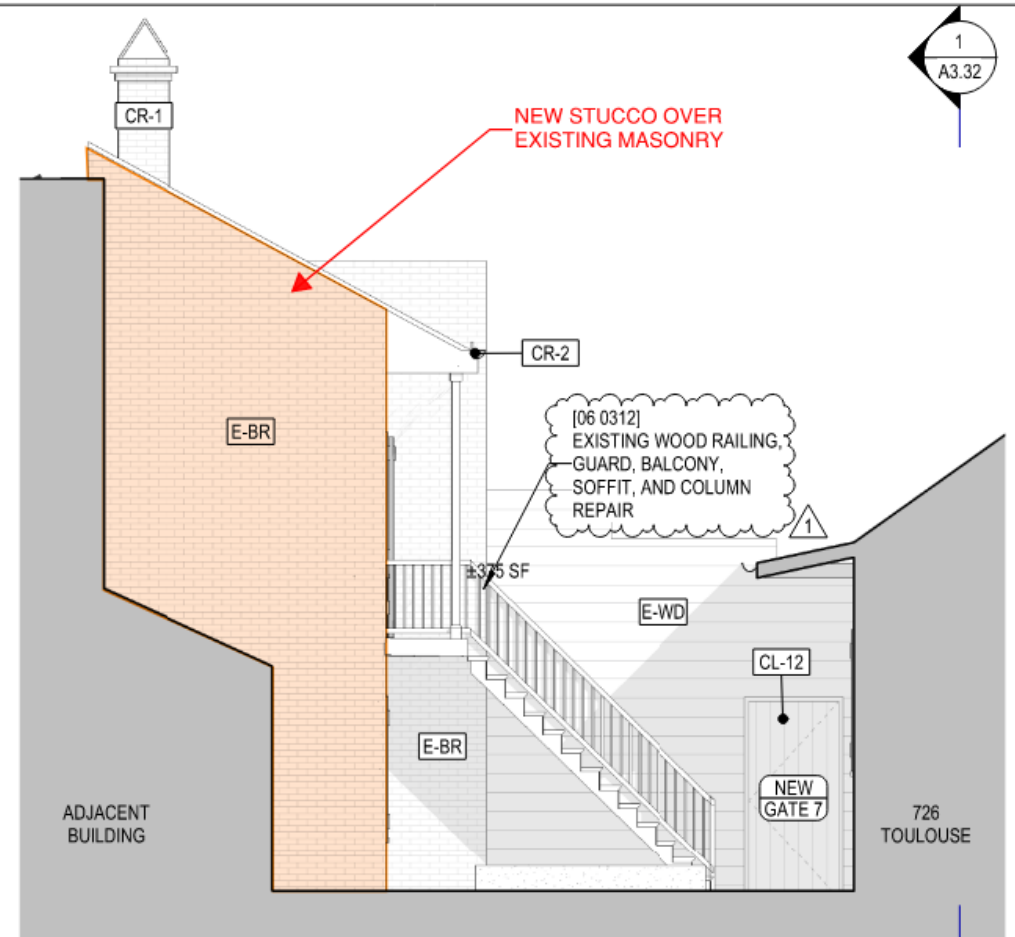 1
A3.32
CR-1
NEW STUCCO OVER
EXISTING MASONRY
CR-2
[06 0312]
EXISTING WOOD RAILING,
GUARD, BALCONY,
SOFFIT, AND COLUMN
REPAIR
1
E-BR
±375 SF
E-WD
CL-12
E-BR
NEW
GATE 7
ADJACENT
BUILDING
726
TOULOUSE